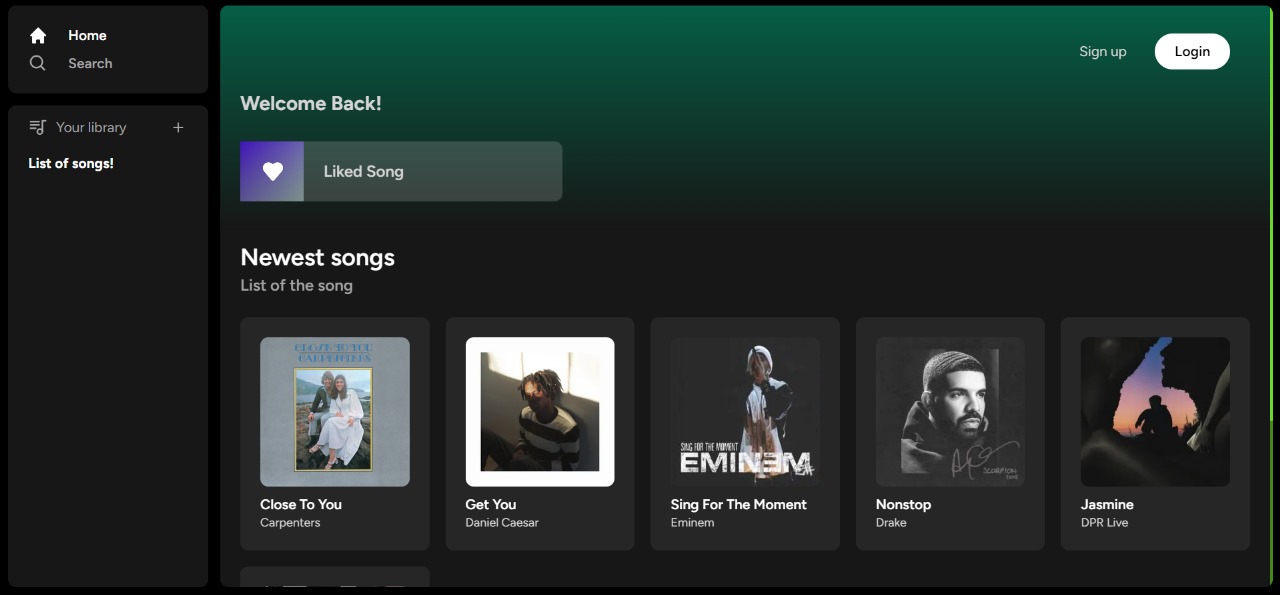 Home
Search
Your library
List of songs!
Sign up
Login
Welcome Back!
Liked Song
Newest songs
List of the song
CLOSE TO YOU
CARPENTERS
Close To You
Carpenters
Get You
Daniel Caesar
SING FOR THE MOMENT
EMINEM
Sing For The Moment
Eminem
SCORPION
Nonstop
Drake
Jasmine
DPR Live